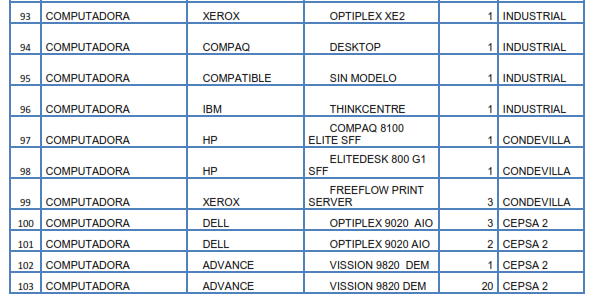 93 COMPUTADORA XEROX OPTIPLEX XE2 1 INDUSTRIAL
94 COMPUTADORA COMPAQ DESKTOP 1 INDUSTRIAL
95 COMPUTADORA COMPATIBLE SIN MODELO 1 INDUSTRIAL
96 COMPUTADORA IBM THINKCENTRE 1 INDUSTRIAL
COMPAQ 8100
97 COMPUTADORA HP ELITE SFF 1 CONDEVILLA
ELITEDESK 800 G1
98 COMPUTADORA HP SFF 1 CONDEVILLA
FREEFLOW PRINT
99 COMPUTADORA XEROX SERVER 3 CONDEVILLA
100 COMPUTADORA DELL OPTIPLEX 9020 AIO 3 CEPSA 2
101 COMPUTADORA DELL OPTIPLEX 9020 AIO 2 CEPSA 2
102 COMPUTADORA ADVANCE VISSION 9820 DEM 1 CEPSA 2
103 COMPUTADORA ADVANCE VISSION 9820 DEM 20 CEPSA 2